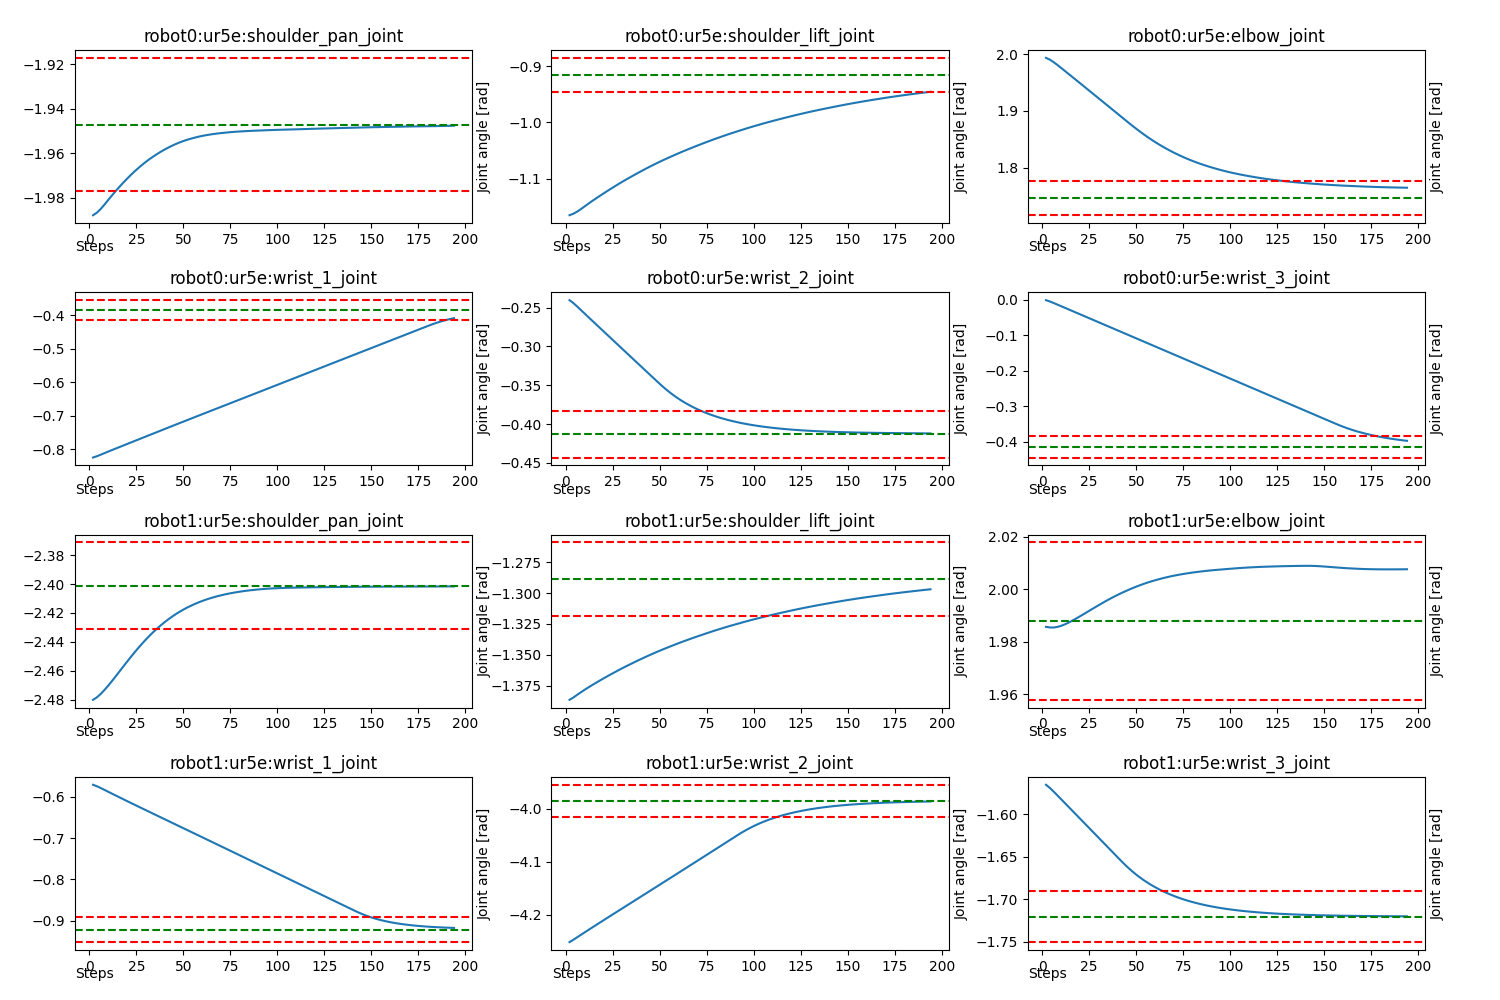 robot0:ur5e:shoulder_pan_joint
−1.92
−1.94
−1.96
−1.98
0 25 50 75 100 125 150 175 200
Steps
Joint angle [rad]
robot0:ur5e:shoulder_lift_joint
−0.9
−1.0
−1.1
0 25 50 75 100 125 150 175 200
Steps
Joint angle [rad]
robot0:ur5e:elbow_joint
2.0
1.9
1.8
0 25 50 75 100 125 150 175 200
Steps
Joint angle [rad]
robot0:ur5e:wrist_1_joint
−0.4
−0.5
−0.6
−0.7
−0.8
0 25 50 75 100 125 150 175 200
Steps
Joint angle [rad]
robot0:ur5e:wrist_2_joint
−0.25
−0.30
−0.35
−0.40
−0.45
0 25 50 75 100 125 150 175 200
Steps
Joint angle [rad]
robot0:ur5e:wrist_3_joint
0.0
−0.1
−0.2
−0.3
−0.4
0 25 50 75 100 125 150 175 200
Steps
Joint angle [rad]
robot1:ur5e:shoulder_pan_joint
−2.38
−2.40
−2.42
−2.44
−2.46
−2.48
0 25 50 75 100 125 150 175 200
Steps
Joint angle [rad]
robot1:ur5e:shoulder_lift_joint
−1.275
−1.300
−1.325
−1.350
−1.375
0 25 50 75 100 125 150 175 200
Steps
Joint angle [rad]
robot1:ur5e:elbow_joint
2.02
2.00
1.98
1.96
0 25 50 75 100 125 150 175 200
Steps
Joint angle [rad]
robot1:ur5e:wrist_1_joint
−0.6
−0.7
−0.8
−0.9
0 25 50 75 100 125 150 175 200
Steps
Joint angle [rad]
robot1:ur5e:wrist_2_joint
−4.0
−4.1
−4.2
0 25 50 75 100 125 150 175 200
Steps
Joint angle [rad]
robot1:ur5e:wrist_3_joint
−1.60
−1.65
−1.70
−1.75
0 25 50 75 100 125 150 175 200
Steps
Joint angle [rad]